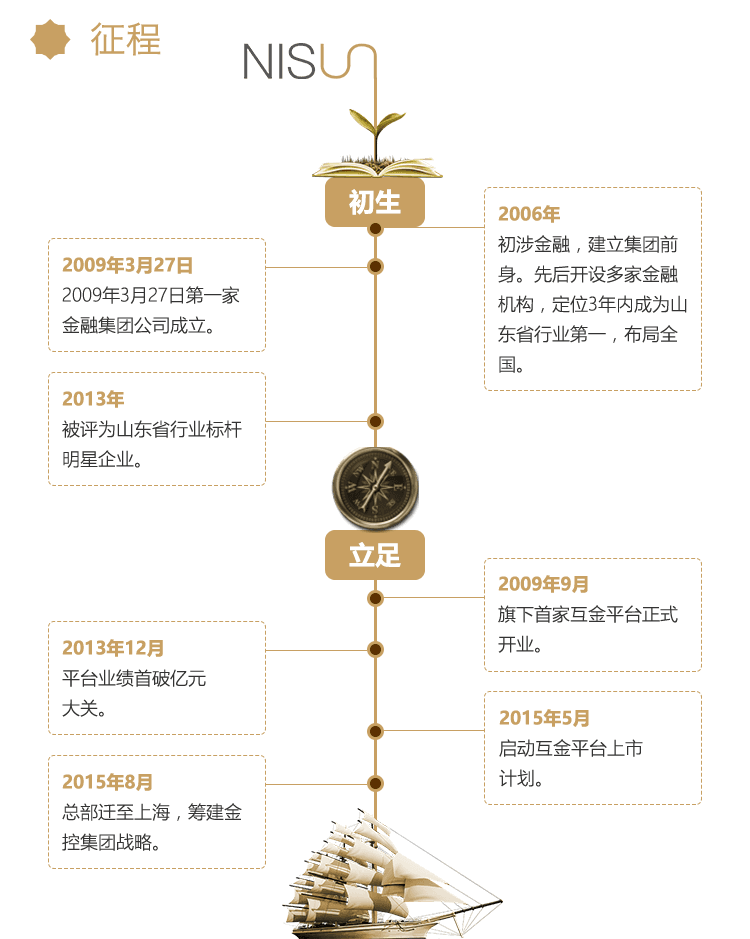 征程
NISUN
初生
2006年
初涉金融，建立集团前
身。先后开设多家金融
机构，定位3年内成为山
东省行业第一，布局全
国。
2009年3月27日
2009年3月27日第一家
金融集团公司成立。
2013年
被评为山东省行业标杆
明星企业。
N
E
S
W
立足
2009年9月
旗下首家互金平台正式
开业。
2013年12月
平台业绩首破亿元
大关。
2015年5月
启动互金平台上市
计划。
2015年8月
总部迁至上海，筹建金
控集团战略。